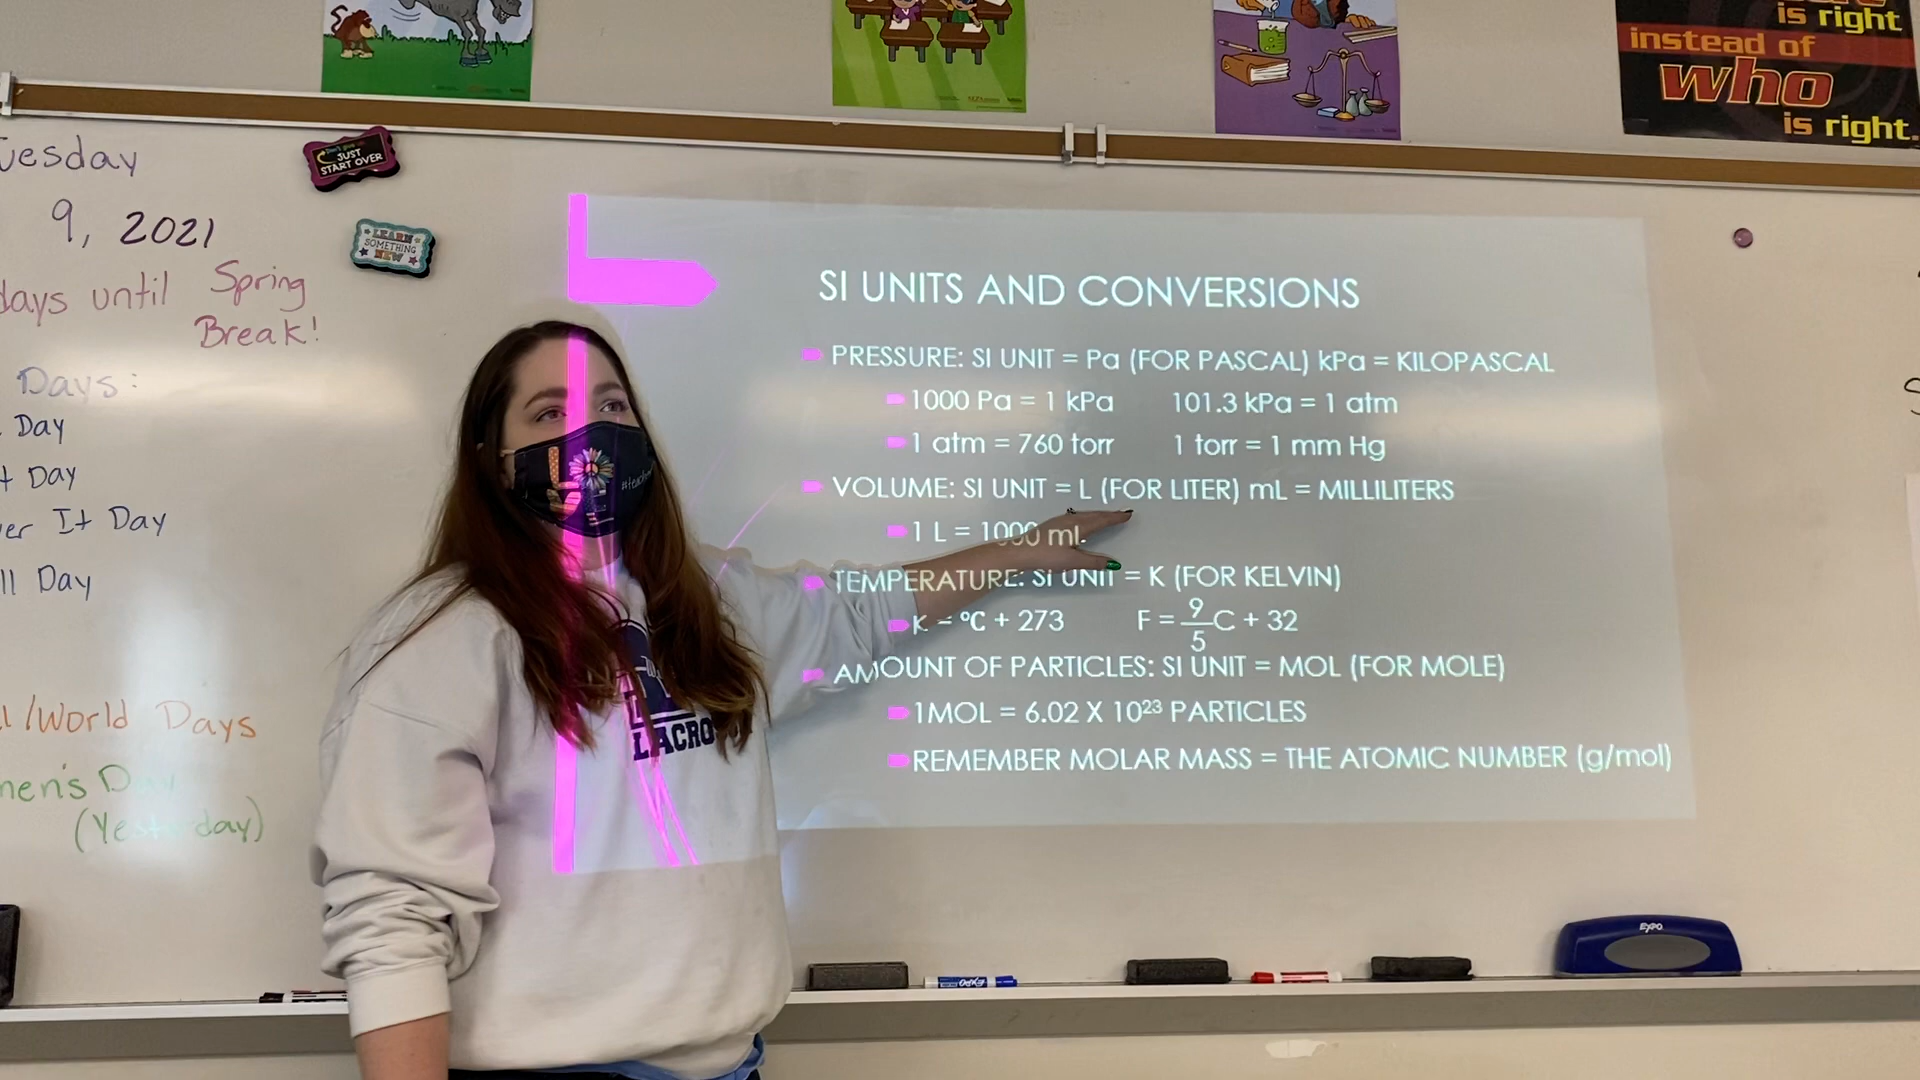 is right
instead of
who
is right.
uesday
9, 2021
days until Spring
Break!
Days:
Day
Day
er It Day
ll Day
/World Days
men's Day
(Yesterday)
JUST
START OVER
LEARN
SOMETHING
NEW
SI UNITS AND CONVERSIONS
PRESSURE: SI UNIT = Pa (FOR PASCAL) kPa = KILOPASCAL
1000 Pa = 1 kPa 101.3 kPa = 1 atm
1 atm = 760 torr 1 torr = 1 mm Hg
VOLUME: SI UNIT = L (FOR LITER) mL = MILLILITERS
1 L = 1000 mL
TEMPERATURE: SI UNIT = K (FOR KELVIN)
K = °C + 273 F = 9/5 C + 32
AMOUNT OF PARTICLES: SI UNIT = MOL (FOR MOLE)
1MOL = 6.02 X 10²³ PARTICLES
REMEMBER MOLAR MASS = THE ATOMIC NUMBER (g/mol)
LACRO
EXPO
EXPO